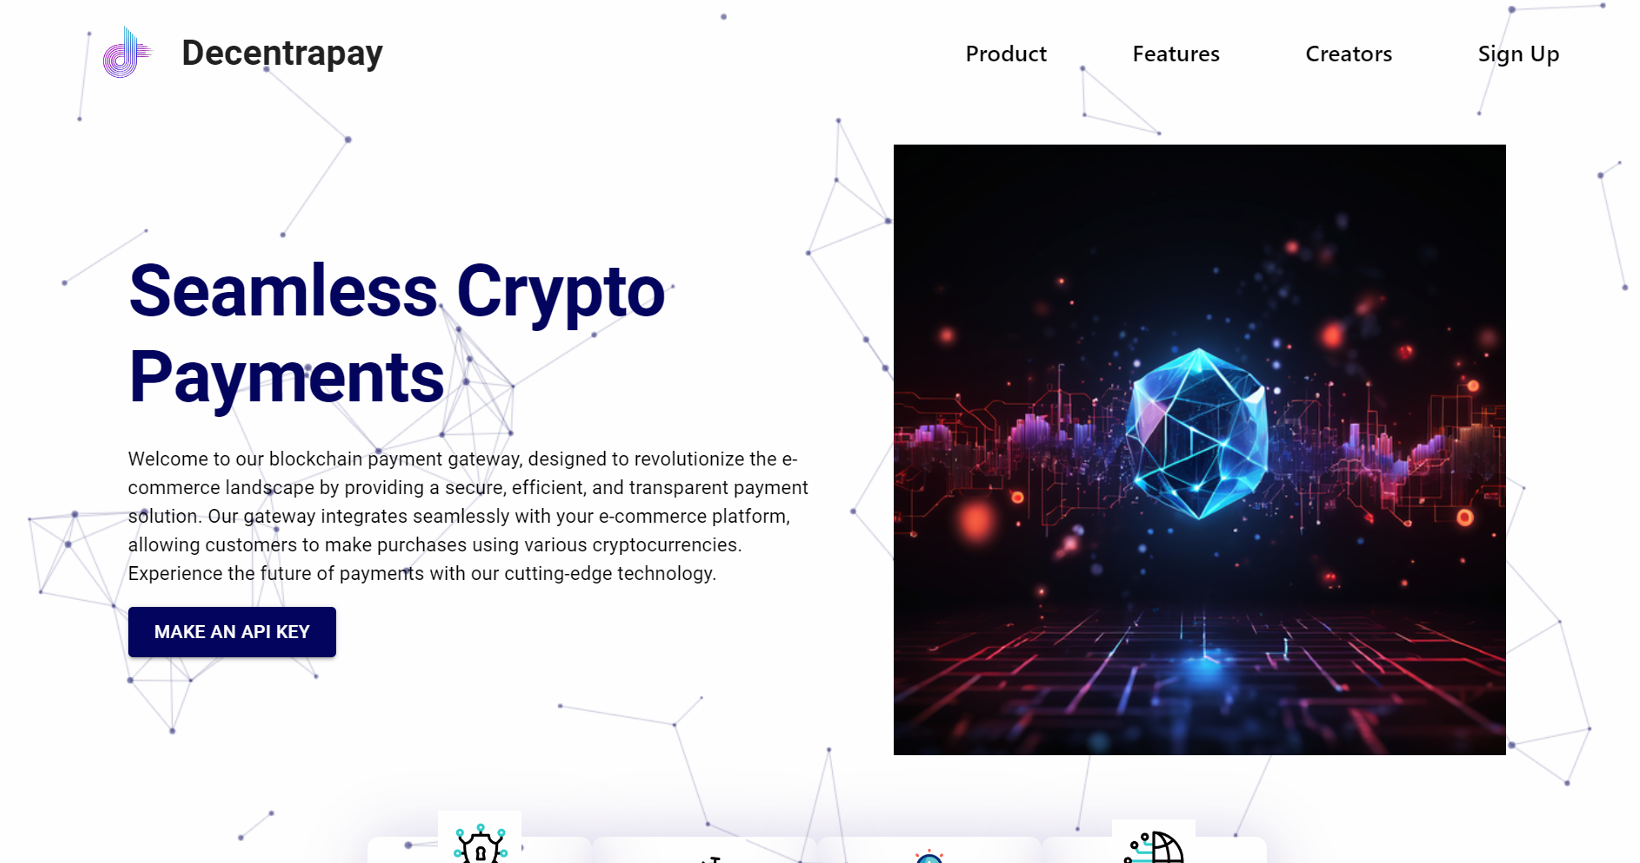 Decentrapay
Product
Features
Creators
Sign Up
Seamless Crypto
Payments
Welcome to our blockchain payment gateway, designed to revolutionize the e-
commerce landscape by providing a secure, efficient, and transparent payment
solution. Our gateway integrates seamlessly with your e-commerce platform,
allowing customers to make purchases using various cryptocurrencies.
Experience the future of payments with our cutting-edge technology.
MAKE AN API KEY